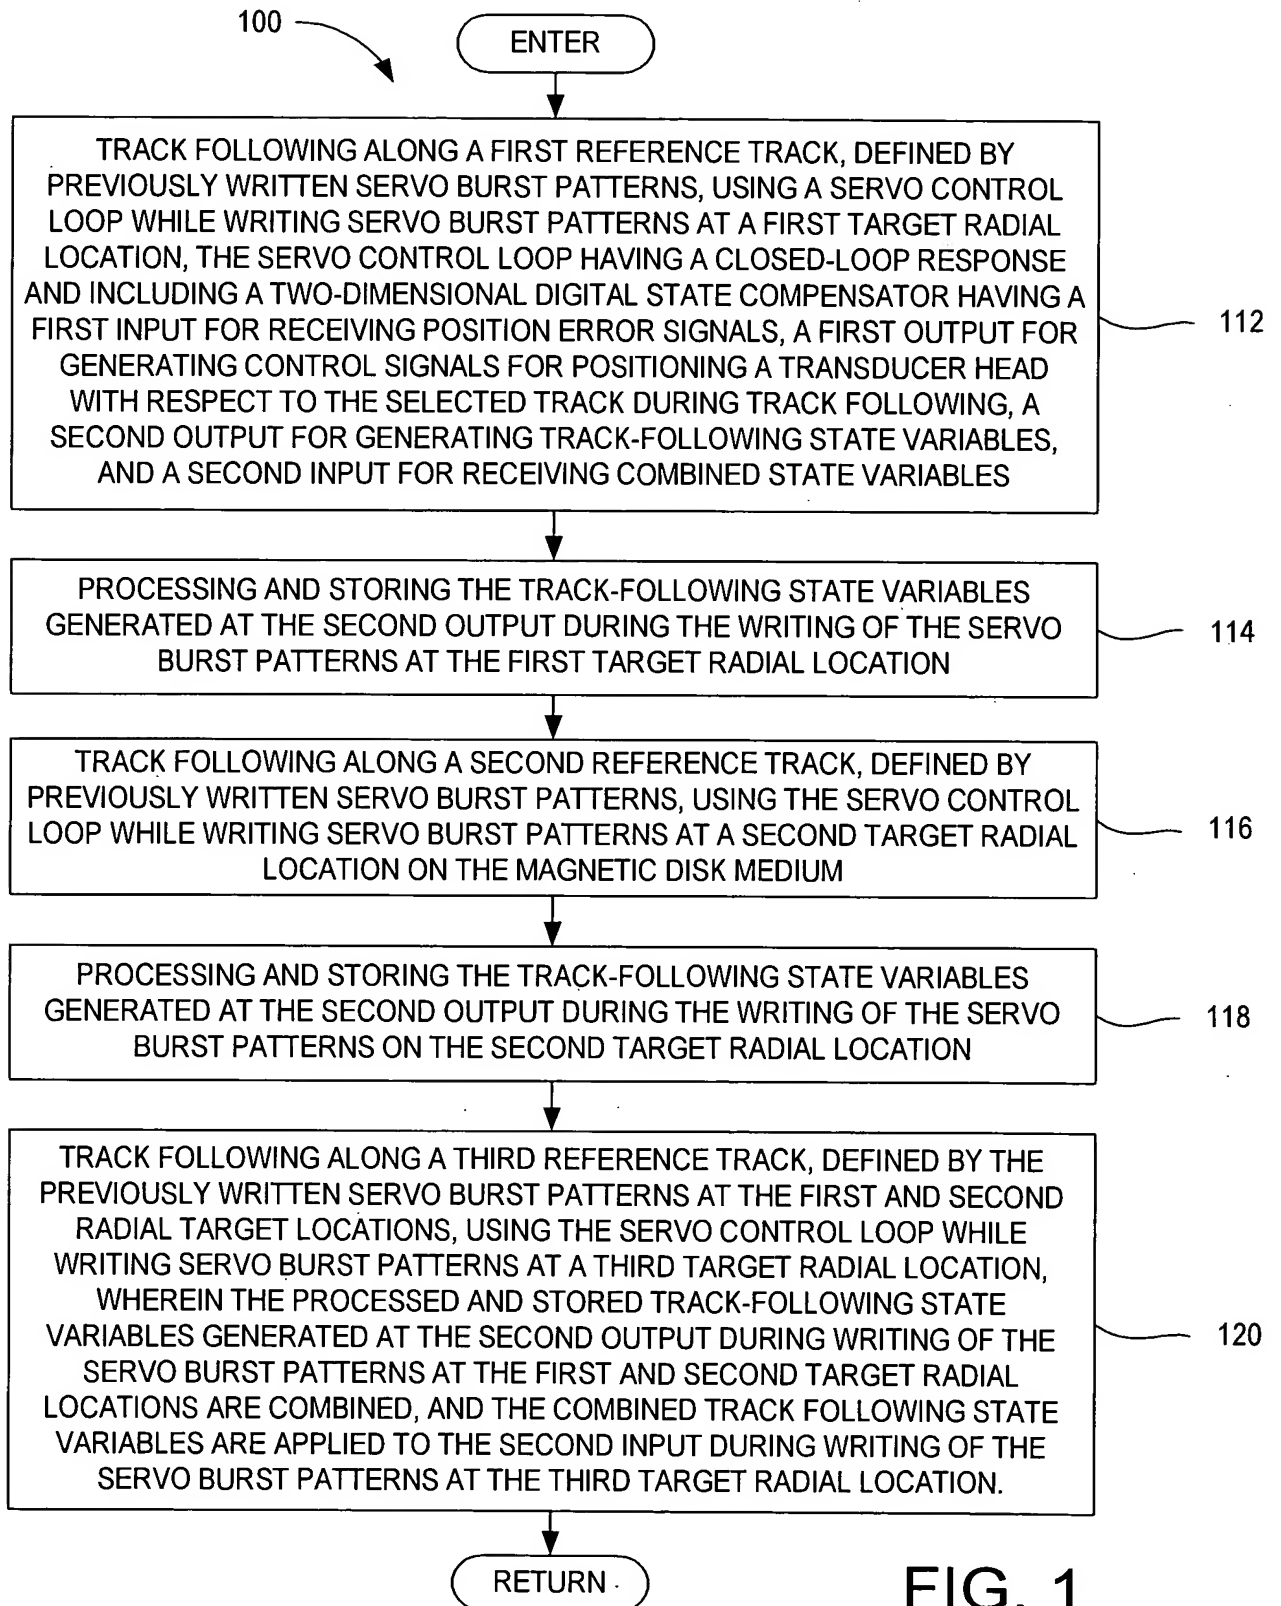 100
ENTER
TRACK FOLLOWING ALONG A FIRST REFERENCE TRACK, DEFINED BY
PREVIOUSLY WRITTEN SERVO BURST PATTERNS, USING A SERVO CONTROL
LOOP WHILE WRITING SERVO BURST PATTERNS AT A FIRST TARGET RADIAL
LOCATION, THE SERVO CONTROL LOOP HAVING A CLOSED-LOOP RESPONSE
AND INCLUDING A TWO-DIMENSIONAL DIGITAL STATE COMPENSATOR HAVING A
FIRST INPUT FOR RECEIVING POSITION ERROR SIGNALS, A FIRST OUTPUT FOR
GENERATING CONTROL SIGNALS FOR POSITIONING A TRANSDUCER HEAD
WITH RESPECT TO THE SELECTED TRACK DURING TRACK FOLLOWING, A
SECOND OUTPUT FOR GENERATING TRACK-FOLLOWING STATE VARIABLES,
AND A SECOND INPUT FOR RECEIVING COMBINED STATE VARIABLES
112
PROCESSING AND STORING THE TRACK-FOLLOWING STATE VARIABLES
GENERATED AT THE SECOND OUTPUT DURING THE WRITING OF THE SERVO
BURST PATTERNS AT THE FIRST TARGET RADIAL LOCATION
114
TRACK FOLLOWING ALONG A SECOND REFERENCE TRACK, DEFINED BY
PREVIOUSLY WRITTEN SERVO BURST PATTERNS, USING THE SERVO CONTROL
LOOP WHILE WRITING SERVO BURST PATTERNS AT A SECOND TARGET RADIAL
LOCATION ON THE MAGNETIC DISK MEDIUM
116
PROCESSING AND STORING THE TRACK-FOLLOWING STATE VARIABLES
GENERATED AT THE SECOND OUTPUT DURING THE WRITING OF THE SERVO
BURST PATTERNS ON THE SECOND TARGET RADIAL LOCATION
118
TRACK FOLLOWING ALONG A THIRD REFERENCE TRACK, DEFINED BY THE
PREVIOUSLY WRITTEN SERVO BURST PATTERNS AT THE FIRST AND SECOND
RADIAL TARGET LOCATIONS, USING THE SERVO CONTROL LOOP WHILE
WRITING SERVO BURST PATTERNS AT A THIRD TARGET RADIAL LOCATION,
WHEREIN THE PROCESSED AND STORED TRACK-FOLLOWING STATE
VARIABLES GENERATED AT THE SECOND OUTPUT DURING WRITING OF THE
SERVO BURST PATTERNS AT THE FIRST AND SECOND TARGET RADIAL
LOCATIONS ARE COMBINED, AND THE COMBINED TRACK FOLLOWING STATE
VARIABLES ARE APPLIED TO THE SECOND INPUT DURING WRITING OF THE
SERVO BURST PATTERNS AT THE THIRD TARGET RADIAL LOCATION.
120
RETURN
FIG. 1